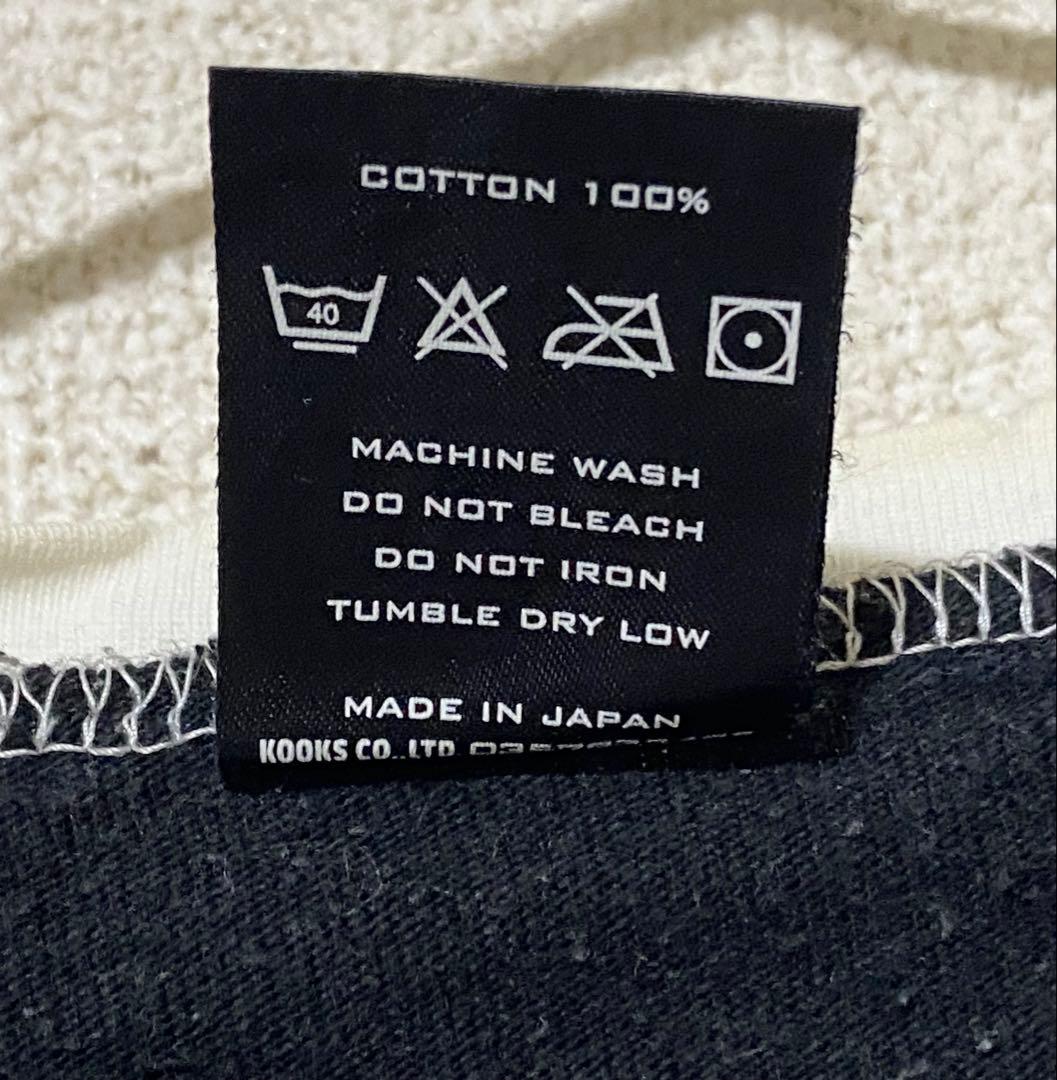 COTTON 100%
40
MACHINE WASH
DO NOT BLEACH
DO NOT IRON
TUMBLE DRY LOW
MADE IN JAPAN
KOOKS CO.,LTD